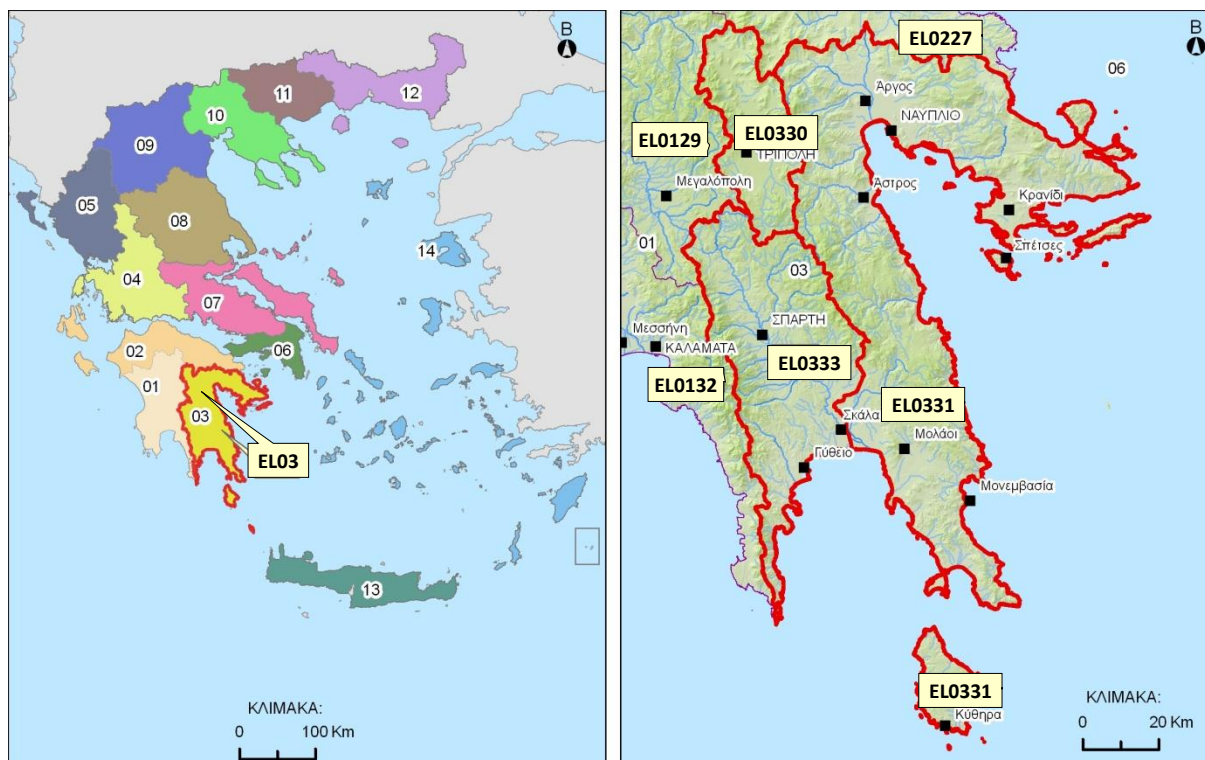 Β
11
12
10
09
05
08
14
04
07
06
02
01
03
EL03
13
ΚΛΙΜΑΚΑ:
0 100 Km
EL0227
Β
06
Άργος
ΝΑΥΠΛΙΟ
EL0129
EL0330
ΤΡΙΠΟΛΗ
Μεγαλόπολη
Άστρος
Κρανίδι
01
Σπέτσες
03
Μεσσήνη
ΣΠΑΡΤΗ
ΚΑΛΑΜΑΤΑ
EL0333
EL0132
EL0331
Σκάλα
Μολάοι
Γύθειο
Μονεμβασία
EL0331
Κύθηρα
ΚΛΙΜΑΚΑ:
0 20 Km